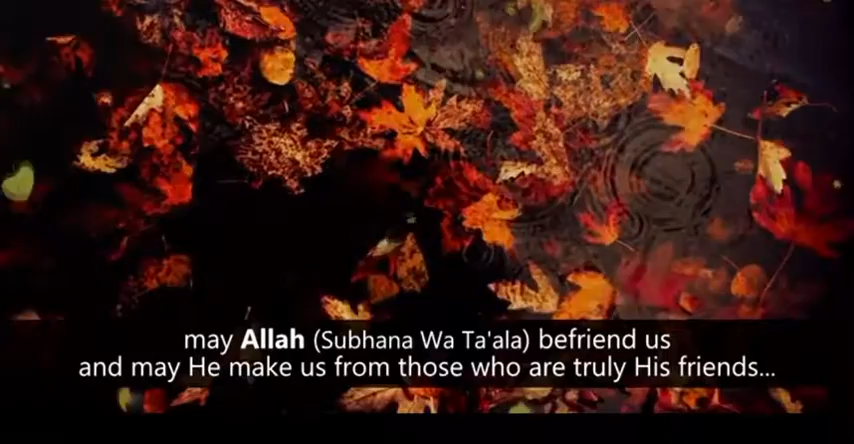 may Allah (Subhana Wa Ta'ala) befriend us
and may He make us from those who are truly His friends...